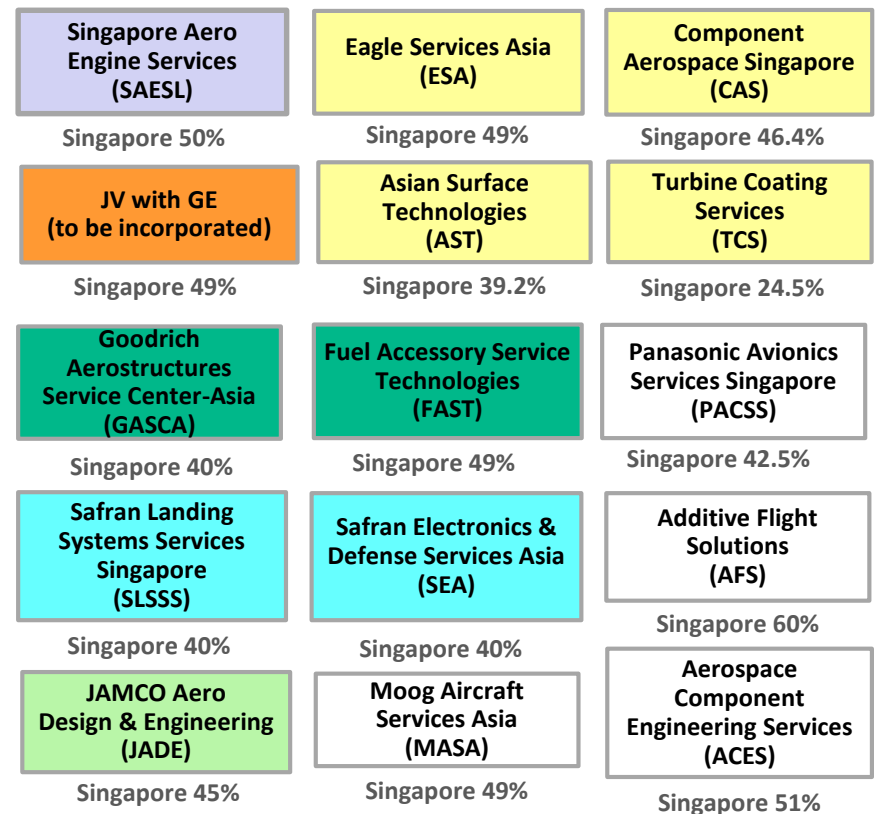 Singapore Aero
Engine Services
(SAESL)
Singapore 50%
Eagle Services Asia
(ESA)
Singapore 49%
Component
Aerospace Singapore
(CAS)
Singapore 46.4%
JV with GE
(to be incorporated)
Singapore 49%
Asian Surface
Technologies
(AST)
Singapore 39.2%
Turbine Coating
Services
(TCS)
Singapore 24.5%
Goodrich
Aerostructures
Service Center-Asia
(GASCA)
Singapore 40%
Fuel Accessory Service
Technologies
(FAST)
Singapore 49%
Panasonic Avionics
Services Singapore
(PACSS)
Singapore 42.5%
Safran Landing
Systems Services
Singapore
(SLSSS)
Singapore 40%
Safran Electronics &
Defense Services Asia
(SEA)
Singapore 40%
Additive Flight
Solutions
(AFS)
Singapore 60%
JAMCO Aero
Design & Engineering
(JADE)
Singapore 45%
Moog Aircraft
Services Asia
(MASA)
Singapore 49%
Aerospace
Component
Engineering Services
(ACES)
Singapore 51%